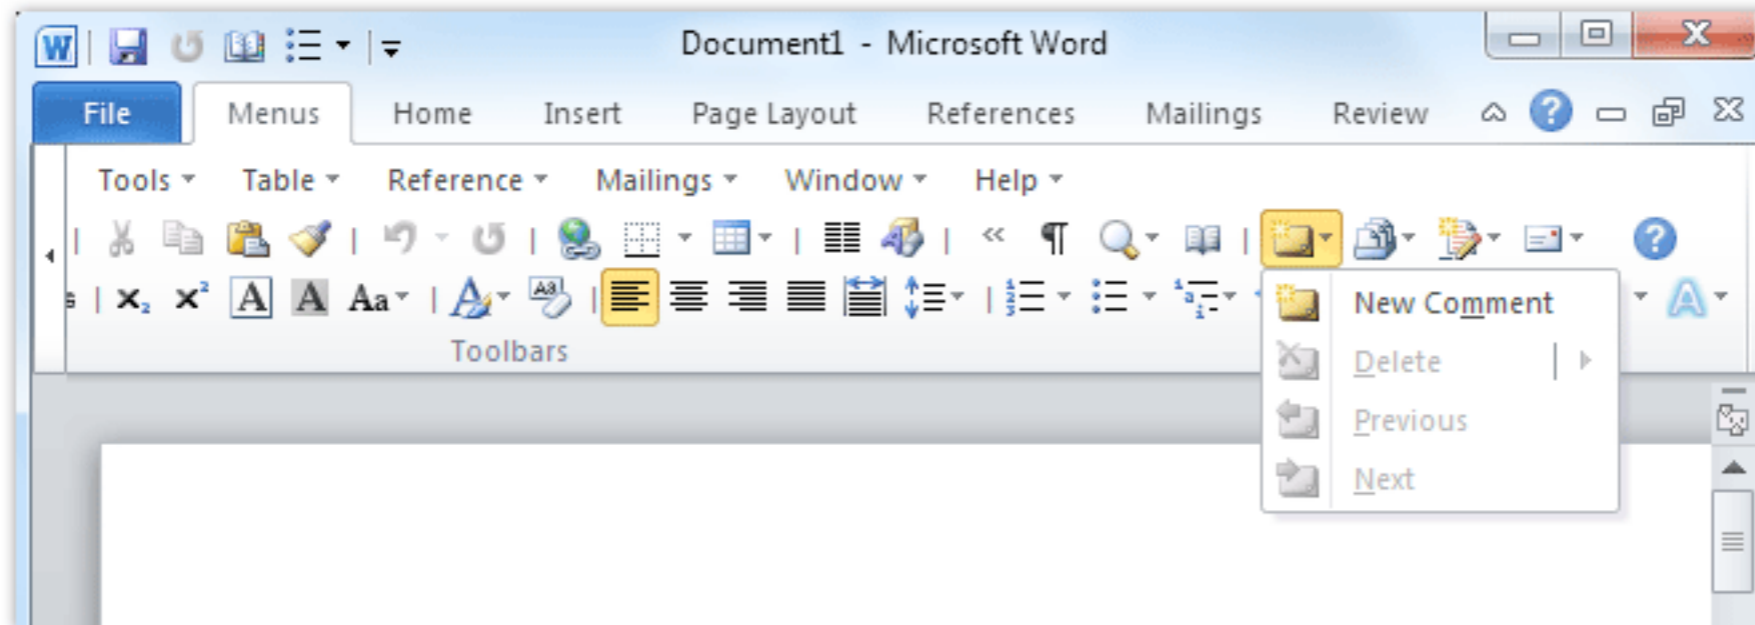 Document1 - Microsoft Word
File Menus Home Insert Page Layout References Mailings Review
Tools Table Reference Mailings Window Help
Aa
Toolbars
New Comment
Delete
Previous
Next